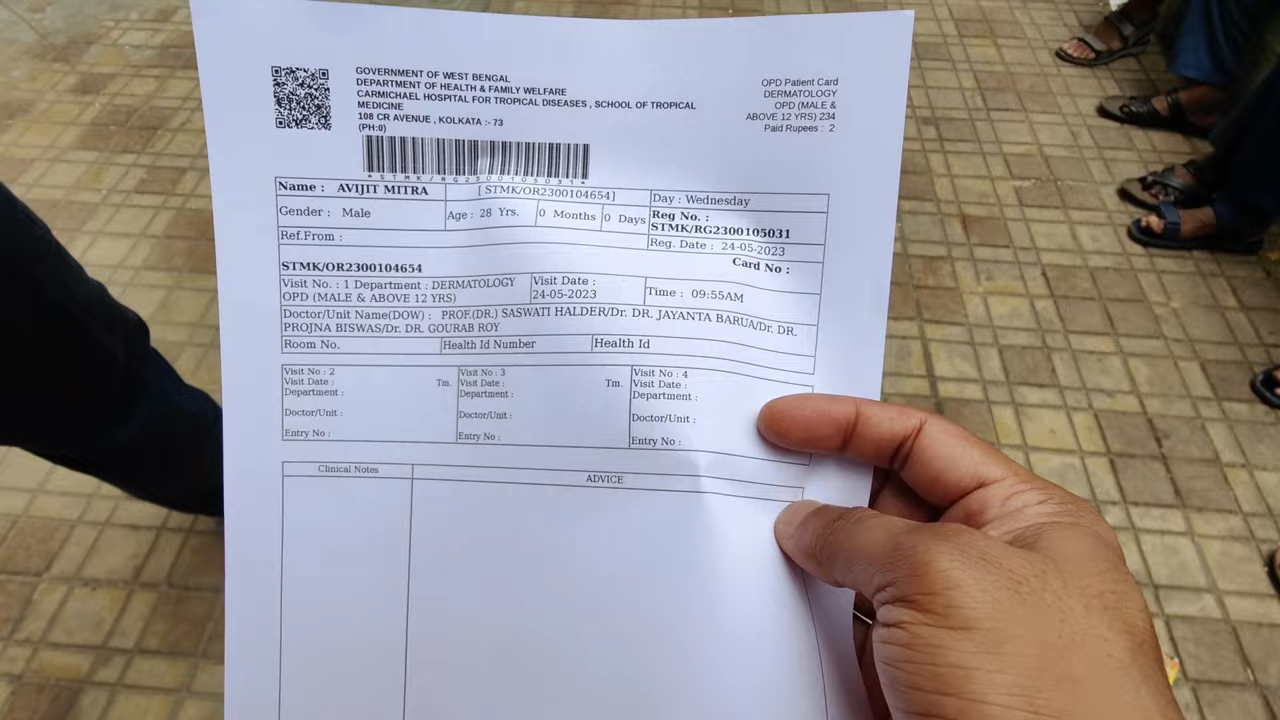 GOVERNMENT OF WEST BENGAL
DEPARTMENT OF HEALTH & FAMILY WELFARE
CARMICHAEL HOSPITAL FOR TROPICAL DISEASES , SCHOOL OF TROPICAL
MEDICINE
108 CR AVENUE , KOLKATA :- 73
(PH:0)
OPD Patient Card
DERMATOLOGY
OPD (MALE &
ABOVE 12 YRS) 234
Paid Rupees : 2
*STMK/RG2300105031*
Name : AVIJIT MITRA [ STMK/OR2300104654] Day : Wednesday
Gender : Male Age : 28 Yrs. 0 Months 0 Days Reg No. :
STMK/RG2300105031
Ref.From : Reg. Date : 24-05-2023
STMK/OR2300104654 Card No :
Visit No. : 1 Department : DERMATOLOGY
OPD (MALE & ABOVE 12 YRS)
Visit Date :
24-05-2023
Time : 09:55AM
Doctor/Unit Name(DOW) : PROF.(DR.) SASWATI HALDER/Dr. DR. JAYANTA BARUA/Dr. DR.
PROJNA BISWAS/Dr. DR. GOURAB ROY
Room No. Health Id Number Health Id
Visit No : 2
Visit Date : Tm.
Department :
Doctor/Unit :
Entry No :
Visit No : 3
Visit Date : Tm.
Department :
Doctor/Unit :
Entry No :
Visit No : 4
Visit Date :
Department :
Doctor/Unit :
Entry No :
Clinical Notes ADVICE